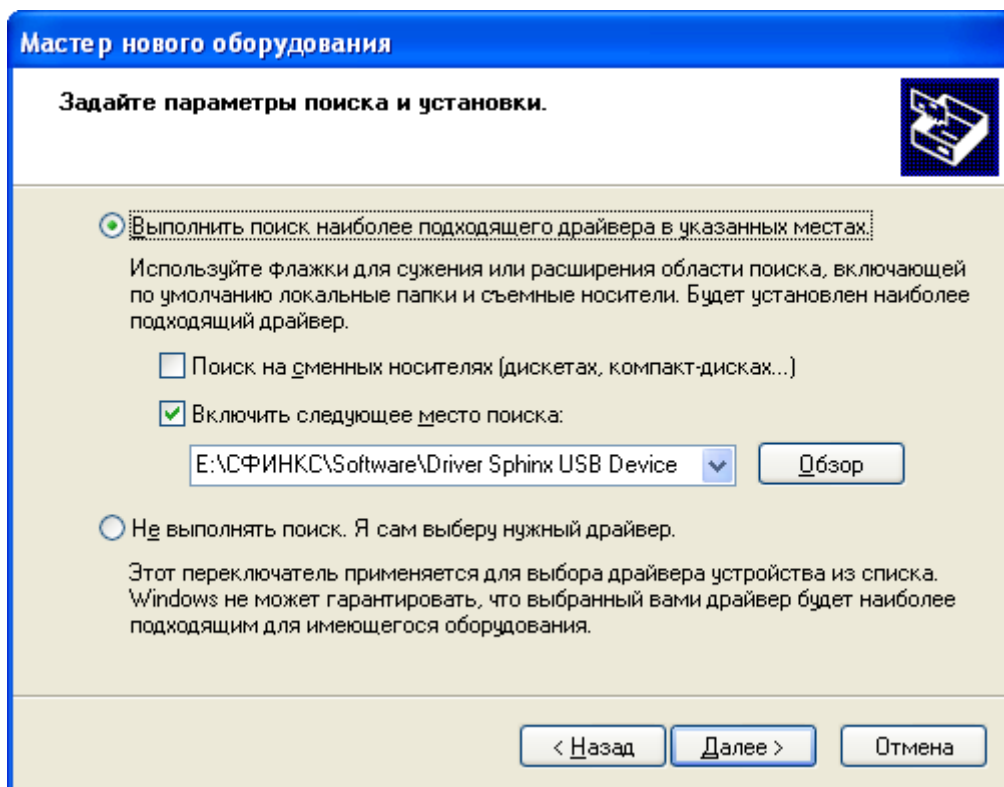 Мастер нового оборудования
Задайте параметры поиска и установки.
Выполнить поиск наиболее подходящего драйвера в указанных местах.
Используйте флажки для сужения или расширения области поиска, включающей
по умолчанию локальные папки и съемные носители. Будет установлен наиболее
подходящий драйвер.
Поиск на сменных носителях (дискетах, компакт-дисках...)
Включить следующее место поиска:
E:\СФИНКС\Software\Driver Sphinx USB Device
Обзор
Не выполнять поиск. Я сам выберу нужный драйвер.
Этот переключатель применяется для выбора драйвера устройства из списка.
Windows не может гарантировать, что выбранный вами драйвер будет наиболее
подходящим для имеющегося оборудования.
< Назад
Далее >
Отмена